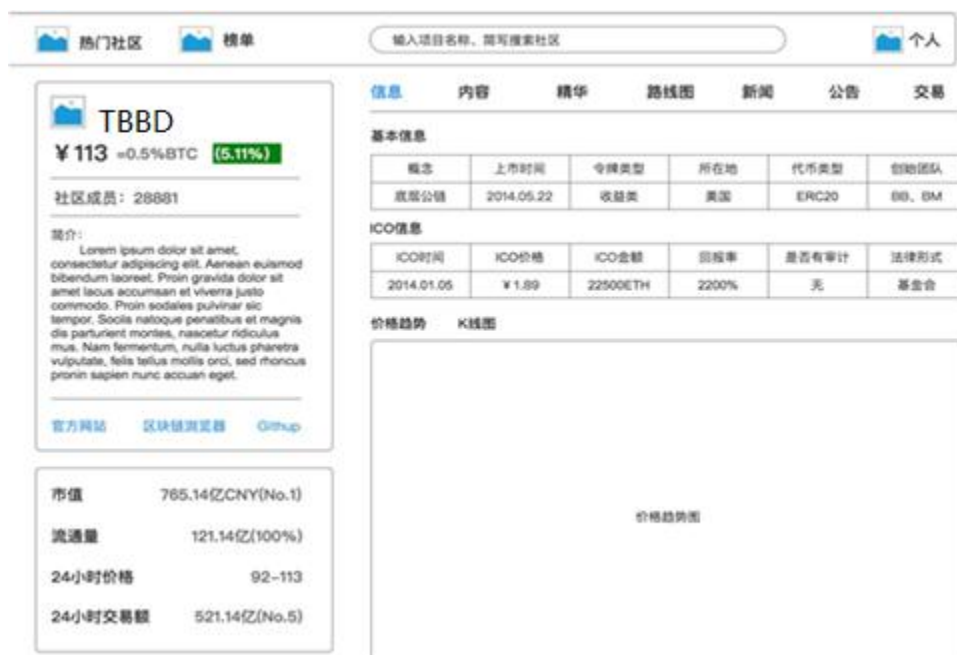 热门社区 榜单 输入项目名称、简写搜索社区 个人
TBBD
¥113 =0.5%BTC (5.11%)
社区成员：28881
简介：
Lorem ipsum dolor sit amet,
consectetur adipiscing elit. Aenean euismod
bibendum laoreet. Proin gravida dolor sit
amet lacus accumsan et viverra justo
commodo. Proin sodales pulvinar sic
tempor. Sociis natoque penatibus et magnis
dis parturient montes, nascetur ridiculus
mus. Nam fermentum, nulla luctus pharetra
vulputate, felis tellus mollis orci, sed rhoncus
pronin sapien nunc accuan eget.
官方网站 区块链浏览器 Githup
市值 765.14亿CNY(No.1)
流通量 121.14亿(100%)
24小时价格 92-113
24小时交易额 521.14亿(No.5)
信息 内容 精华 路线图 新闻 公告 交易
基本信息
概念 上市时间 令牌类型 所在地 代币类型 创始团队
底层公链 2014.05.22 收益类 美国 ERC20 BB、BM
ICO信息
ICO时间 ICO价格 ICO金额 回报率 是否有审计 法律形式
2014.01.05 ¥1.89 22500ETH 2200% 无 基金会
价格趋势 K线图
价格趋势图